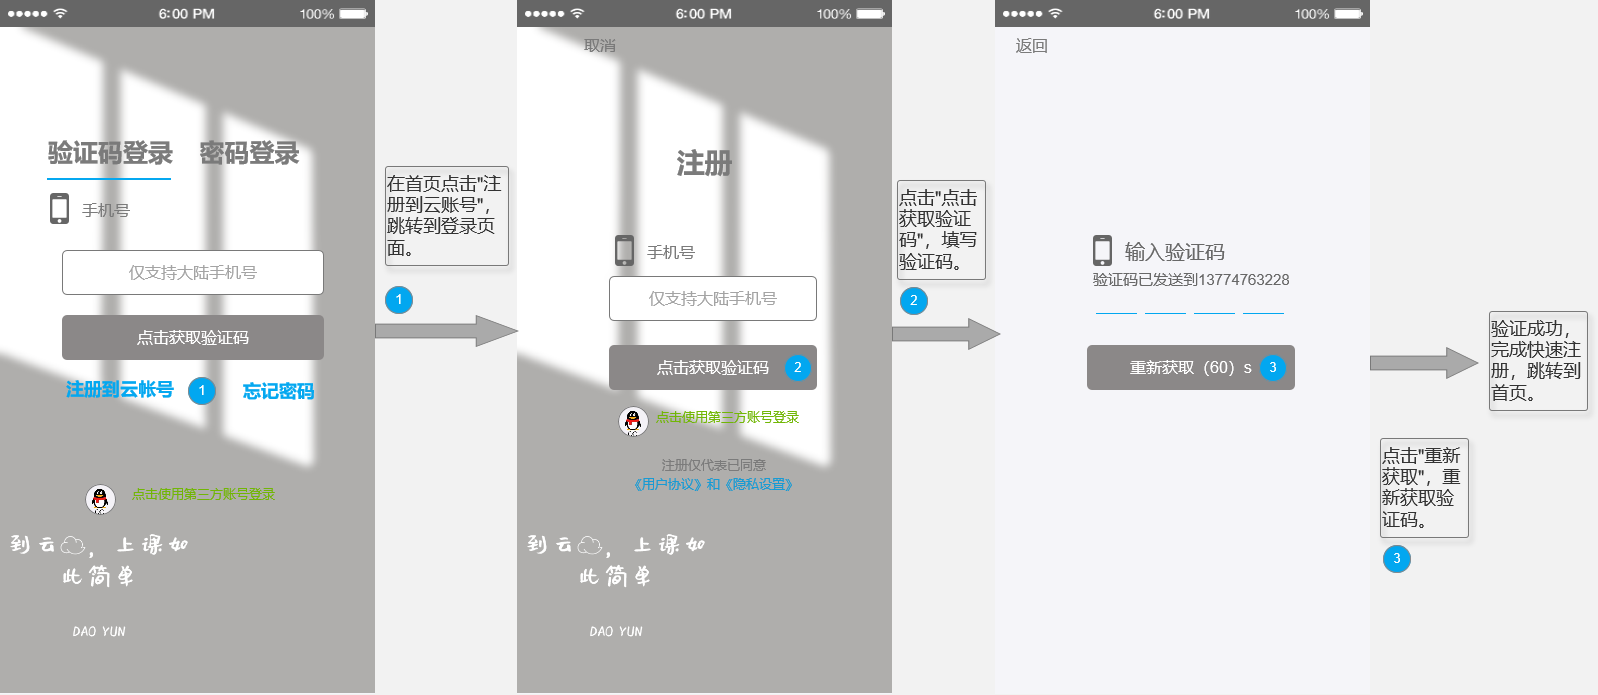 6:00 PM
100%
验证码登录
密码登录
手机号
仅支持大陆手机号
点击获取验证码
注册到云帐号
1
忘记密码
点击使用第三方账号登录
到云，上课如
此简单
DAO YUN
在首页点击"注
册到云账号"，
跳转到登录页
面。
1
6:00 PM
100%
取消
注册
手机号
仅支持大陆手机号
点击获取验证码
2
点击使用第三方账号登录
注册仅代表已同意
《用户协议》和《隐私设置》
到云，上课如
此简单
DAO YUN
点击"点击
获取验证
码"，填写
验证码。
2
6:00 PM
100%
返回
输入验证码
验证码已发送到13774763228
重新获取（60）s
3
点击"重新
获取"，重
新获取验
证码。
3
验证成功，
完成快速注
册，跳转到
首页。